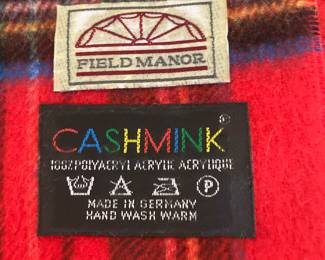 FIELD MANOR
CASHMINK®
100% POLYACRYL ACRYLIC ACRYLIQUE
P
MADE IN GERMANY
HAND WASH WARM